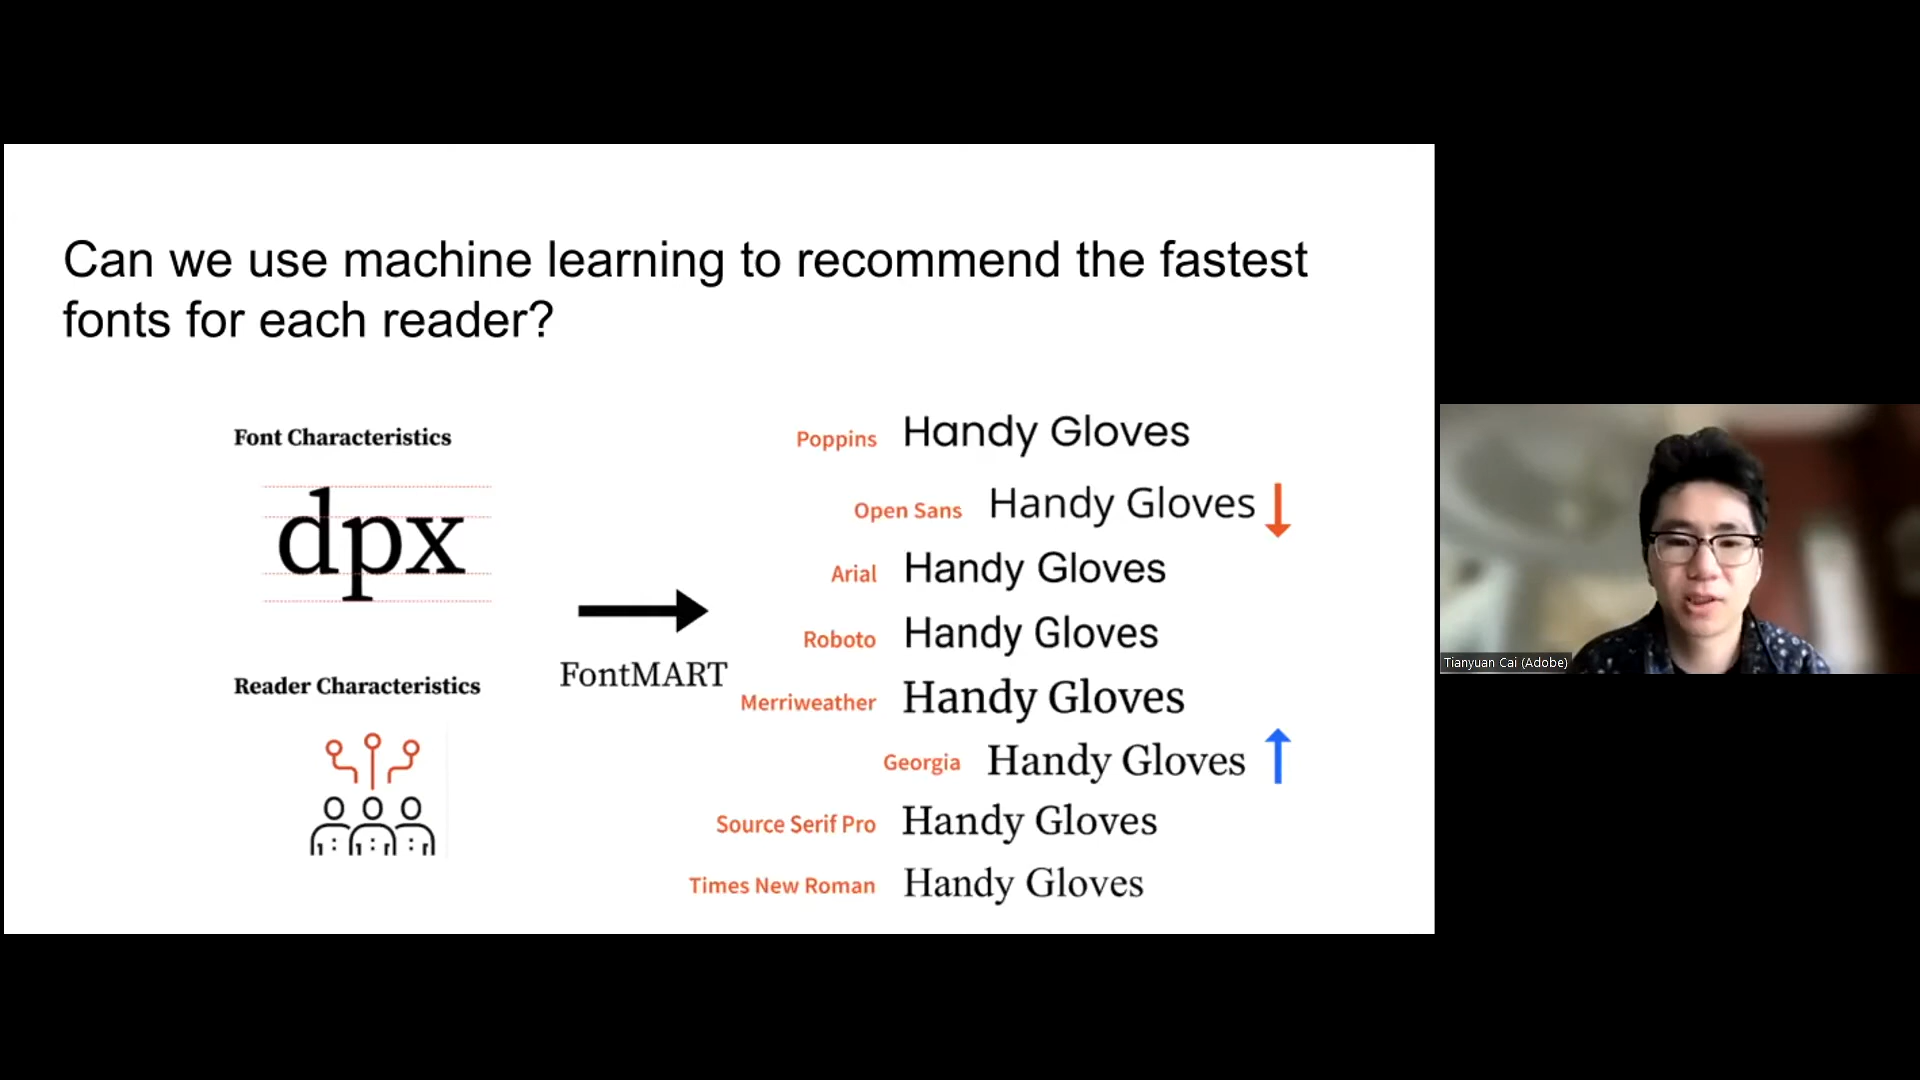 Can we use machine learning to recommend the fastest
fonts for each reader?
Font Characteristics
dpx
Reader Characteristics
FontMART
Poppins Handy Gloves
Open Sans Handy Gloves
Arial Handy Gloves
Roboto Handy Gloves
Merriweather Handy Gloves
Georgia Handy Gloves
Source Serif Pro Handy Gloves
Times New Roman Handy Gloves
Tianyuan Cai (Adobe)